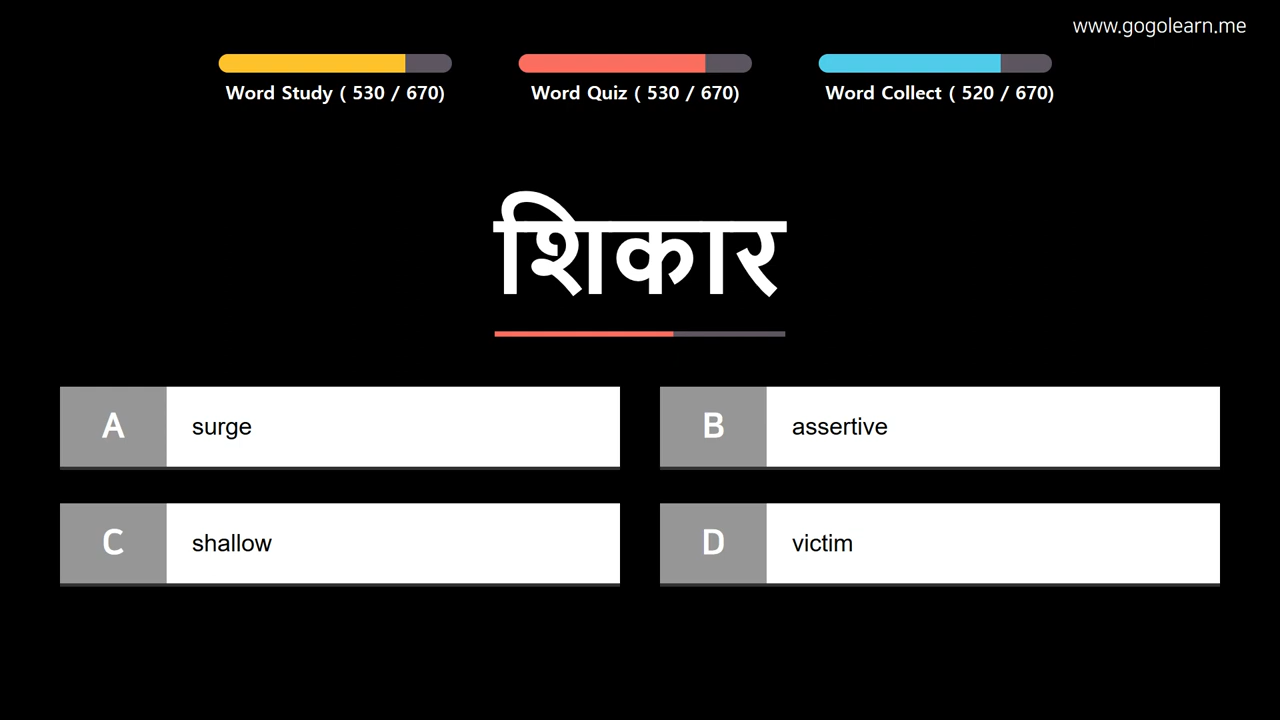 www.gogolearn.me
Word Study ( 530 / 670)
Word Quiz ( 530 / 670)
Word Collect ( 520 / 670)
शिकार
A surge
B assertive
C shallow
D victim